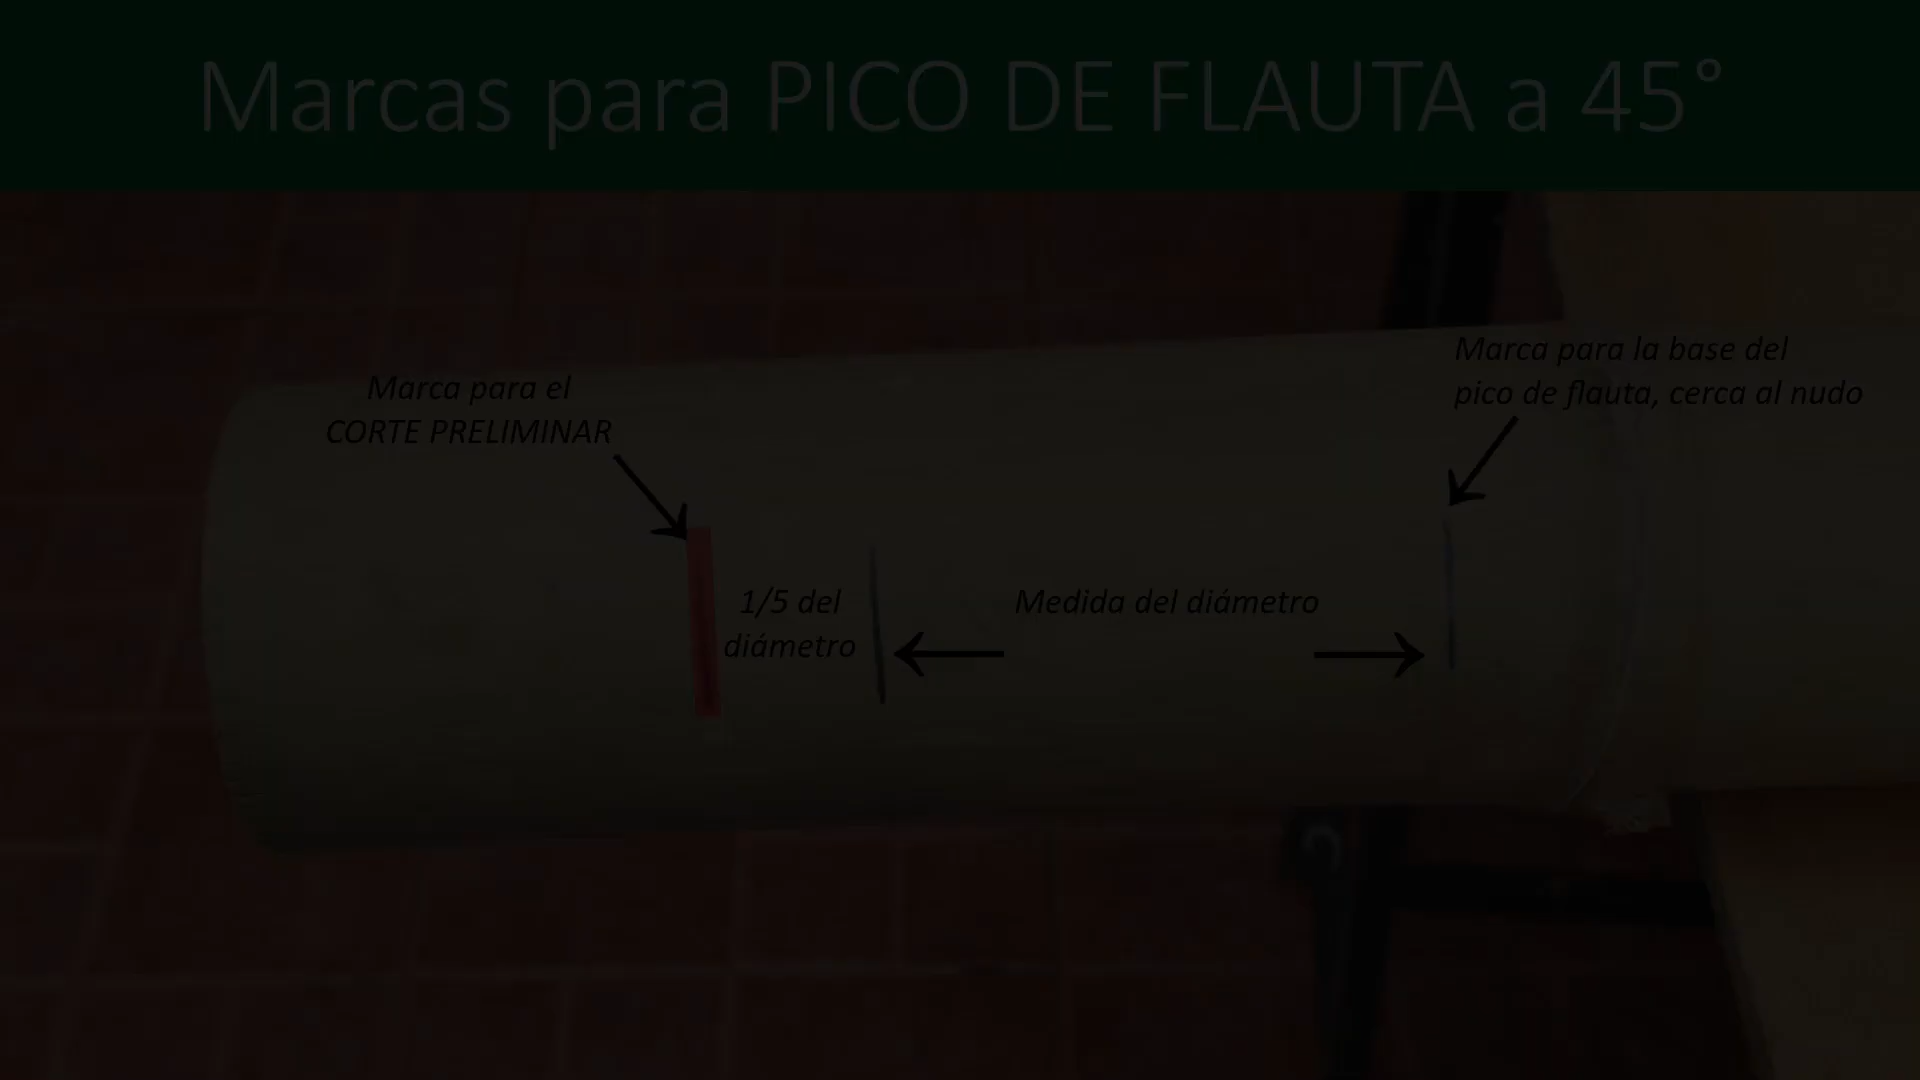 Marcas para PICO DE FLAUTA a 45°
Marca para la base del
pico de flauta, cerca al nudo
Marca para el
CORTE PRELIMINAR
1/5 del
diámetro
Medida del diámetro